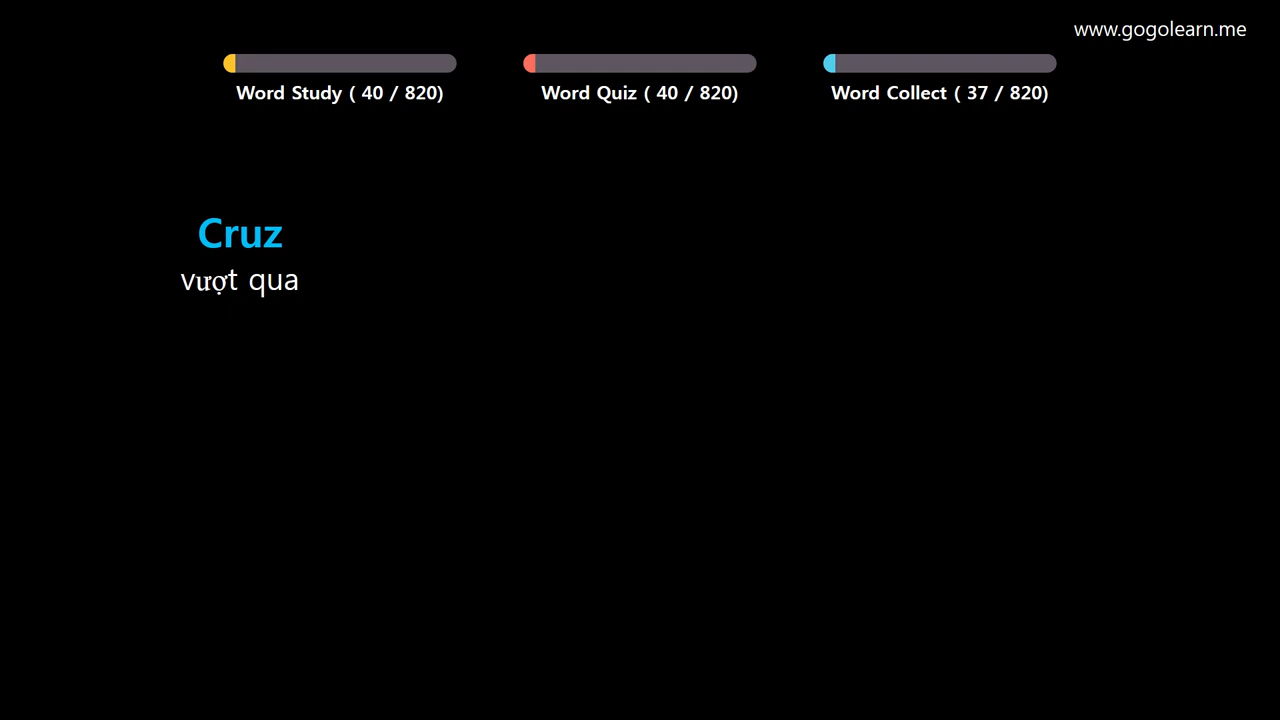 www.gogolearn.me
Word Study ( 40 / 820)
Word Quiz ( 40 / 820)
Word Collect ( 37 / 820)
Cruz
vượt qua